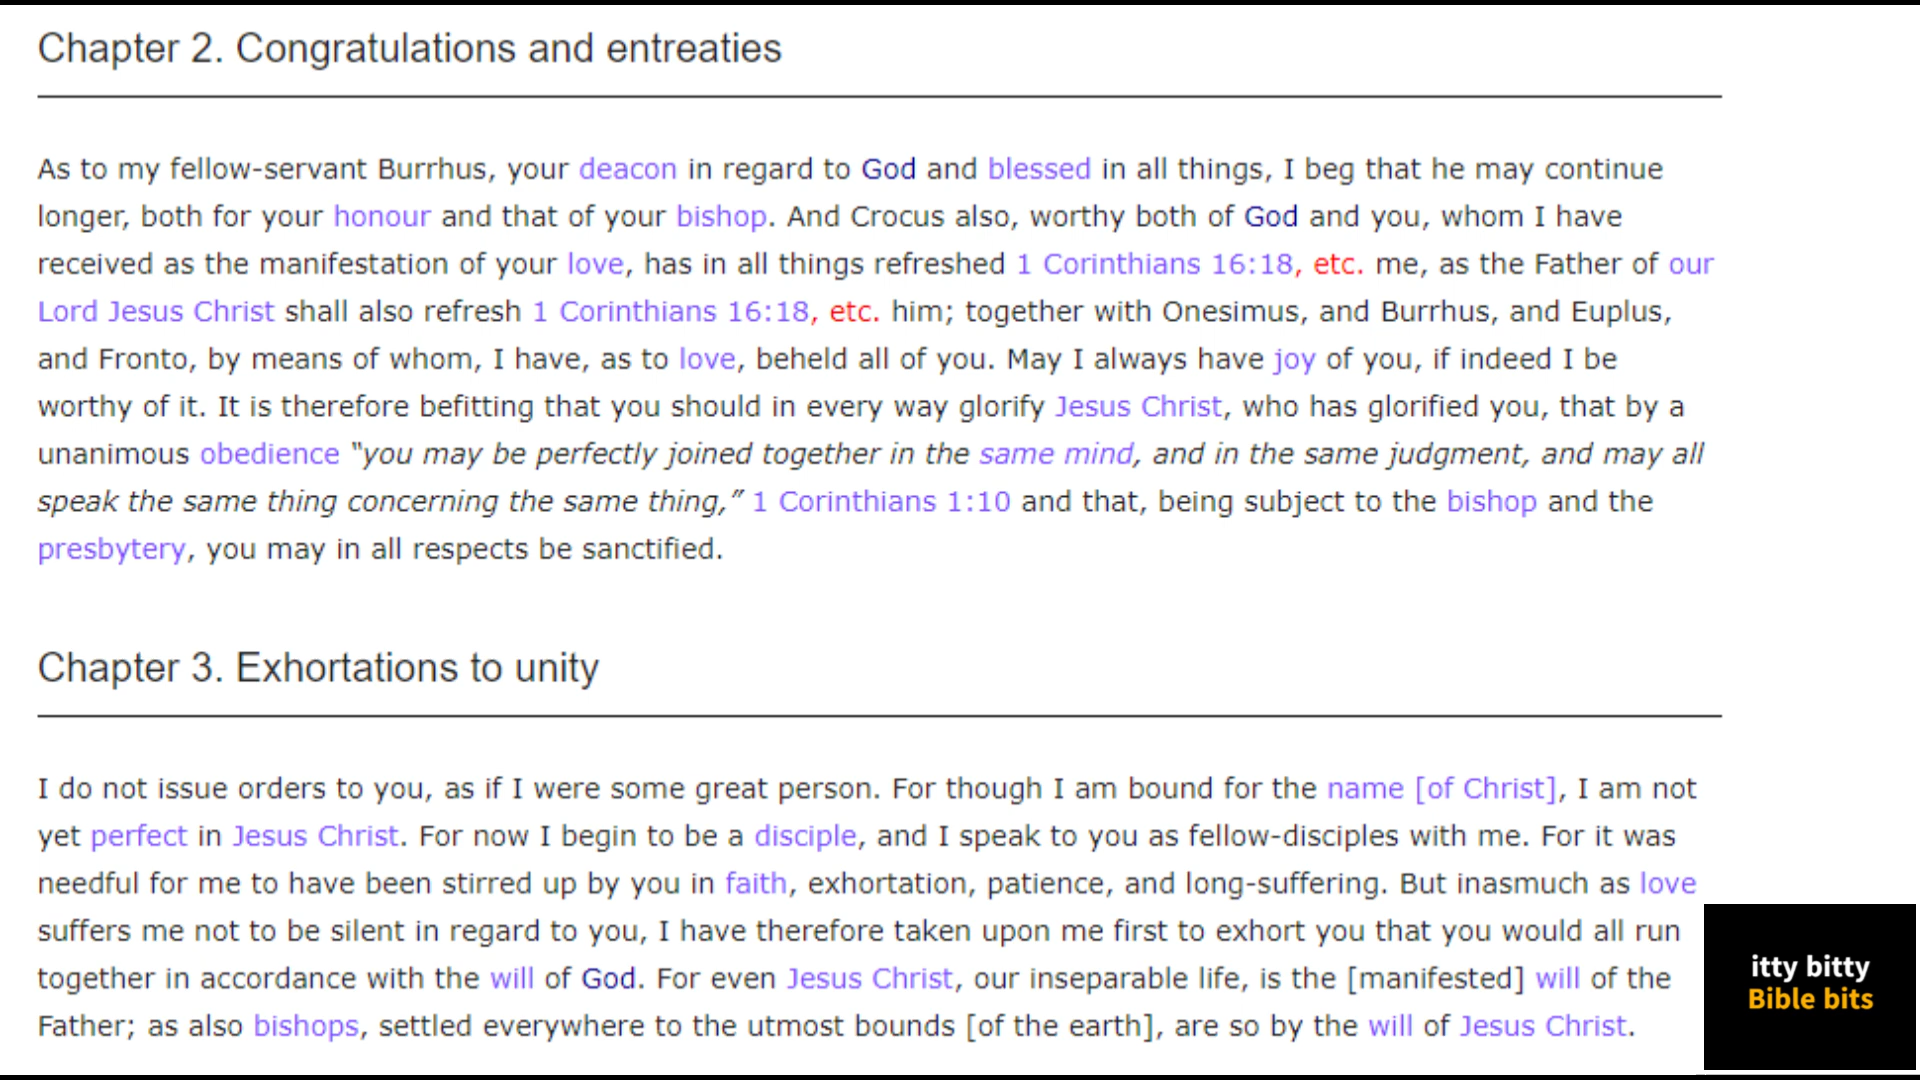 Chapter 2. Congratulations and entreaties
As to my fellow-servant Burrhus, your deacon in regard to God and blessed in all things, I beg that he may continue
longer, both for your honour and that of your bishop. And Crocus also, worthy both of God and you, whom I have
received as the manifestation of your love, has in all things refreshed 1 Corinthians 16:18, etc. me, as the Father of our
Lord Jesus Christ shall also refresh 1 Corinthians 16:18, etc. him; together with Onesimus, and Burrhus, and Euplus,
and Fronto, by means of whom, I have, as to love, beheld all of you. May I always have joy of you, if indeed I be
worthy of it. It is therefore befitting that you should in every way glorify Jesus Christ, who has glorified you, that by a
unanimous obedience “you may be perfectly joined together in the same mind, and in the same judgment, and may all
speak the same thing concerning the same thing,” 1 Corinthians 1:10 and that, being subject to the bishop and the
presbytery, you may in all respects be sanctified.
Chapter 3. Exhortations to unity
I do not issue orders to you, as if I were some great person. For though I am bound for the name [of Christ], I am not
yet perfect in Jesus Christ. For now I begin to be a disciple, and I speak to you as fellow-disciples with me. For it was
needful for me to have been stirred up by you in faith, exhortation, patience, and long-suffering. But inasmuch as love
suffers me not to be silent in regard to you, I have therefore taken upon me first to exhort you that you would all run
together in accordance with the will of God. For even Jesus Christ, our inseparable life, is the [manifested] will of the
Father; as also bishops, settled everywhere to the utmost bounds [of the earth], are so by the will of Jesus Christ.
itty bitty
Bible bits